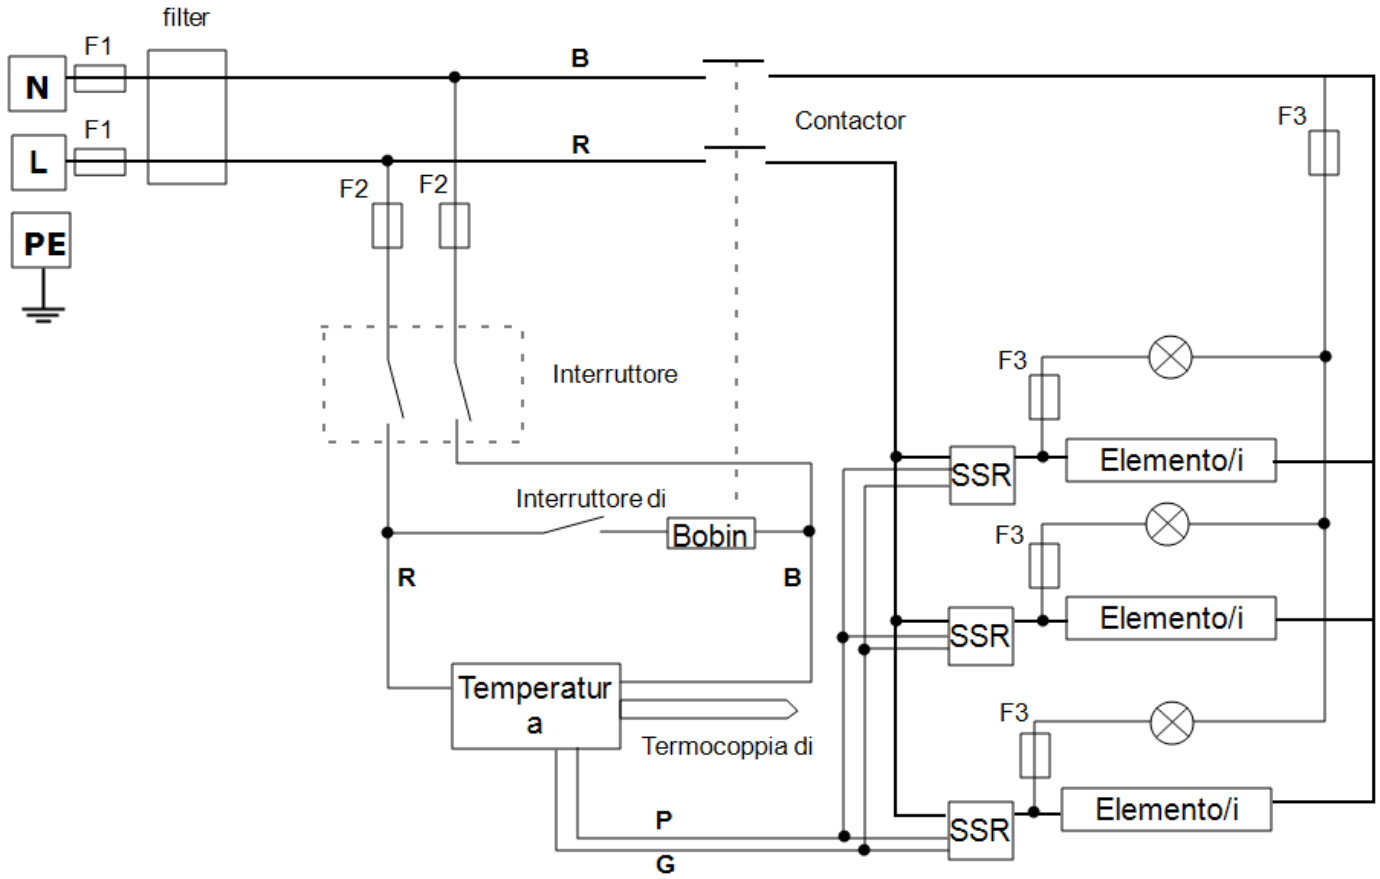 filter
F1
B
N
F1
Contactor
F3
L
R
F2
F2
PE
Interruttore
F3
Elemento/i
SSR
Interruttore di
Bobin
F3
R
B
Elemento/i
SSR
Temperatur
a
F3
Termocoppia di
Elemento/i
P
SSR
G